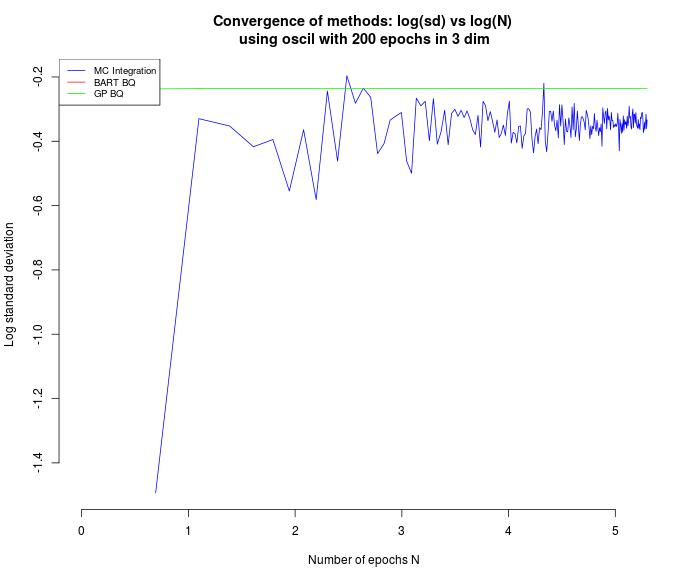 Convergence of methods: log(sd) vs log(N)
using oscil with 200 epochs in 3 dim
MC Integration
BART BQ
GP BQ
Log standard deviation
-0.2
-0.4
-0.6
-0.8
-1.0
-1.2
-1.4
0 1 2 3 4 5
Number of epochs N